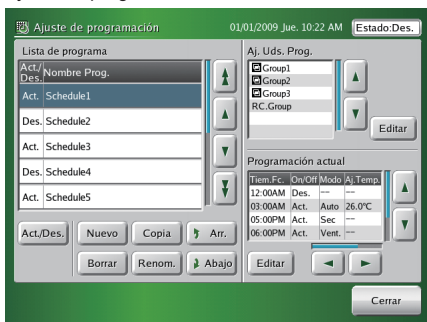 Ajuste de programación
01/01/2009 Jue. 10:22 AM
Estado:Des.
Lista de programa
Act./Des. Nombre Prog.
Act. Schedule1
Des. Schedule2
Act. Schedule3
Des. Schedule4
Act. Schedule5
Act./Des.
Nuevo
Copia
Arr.
Borrar
Renom.
Abajo
Aj. Uds. Prog.
Group1
Group2
Group3
RC.Group
Editar
Programación actual
Tiem.Fc. On/Off Modo Aj.Temp.
12:00AM Des. -- --
03:00AM Act. Auto 26.0°C
05:00PM Act. Sec --
06:00PM Act. Vent. --
Editar
Cerrar